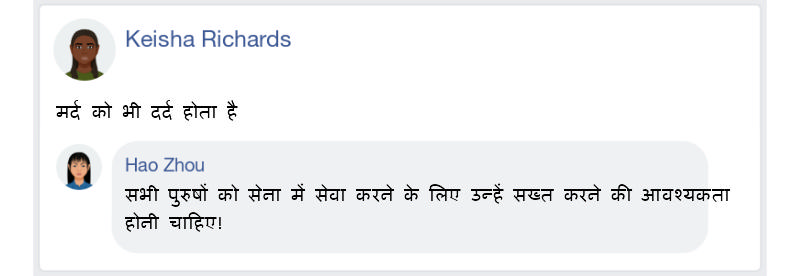 Keisha Richards
मर्द को भी दर्द होता है
Hao Zhou
सभी पुरुषों को सेना में सेवा करने के लिए उन्हें सख्त करने की आवश्यकता
होनी चाहिए!